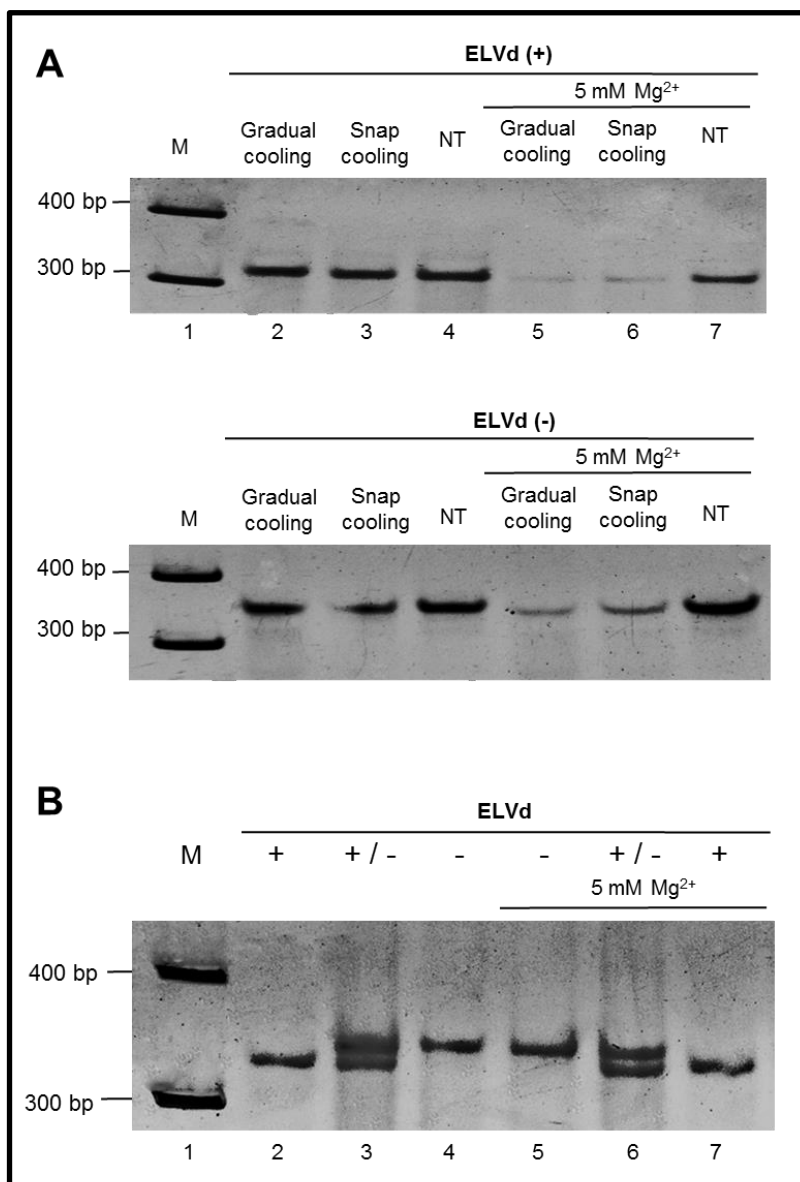 A
ELVd (+)
5 mM Mg²⁺
M Gradual cooling Snap cooling NT Gradual cooling Snap cooling NT
400 bp
300 bp
1 2 3 4 5 6 7
ELVd (-)
5 mM Mg²⁺
M Gradual cooling Snap cooling NT Gradual cooling Snap cooling NT
400 bp
300 bp
B
ELVd
M + + / - - - + / - +
5 mM Mg²⁺
400 bp
300 bp
1 2 3 4 5 6 7